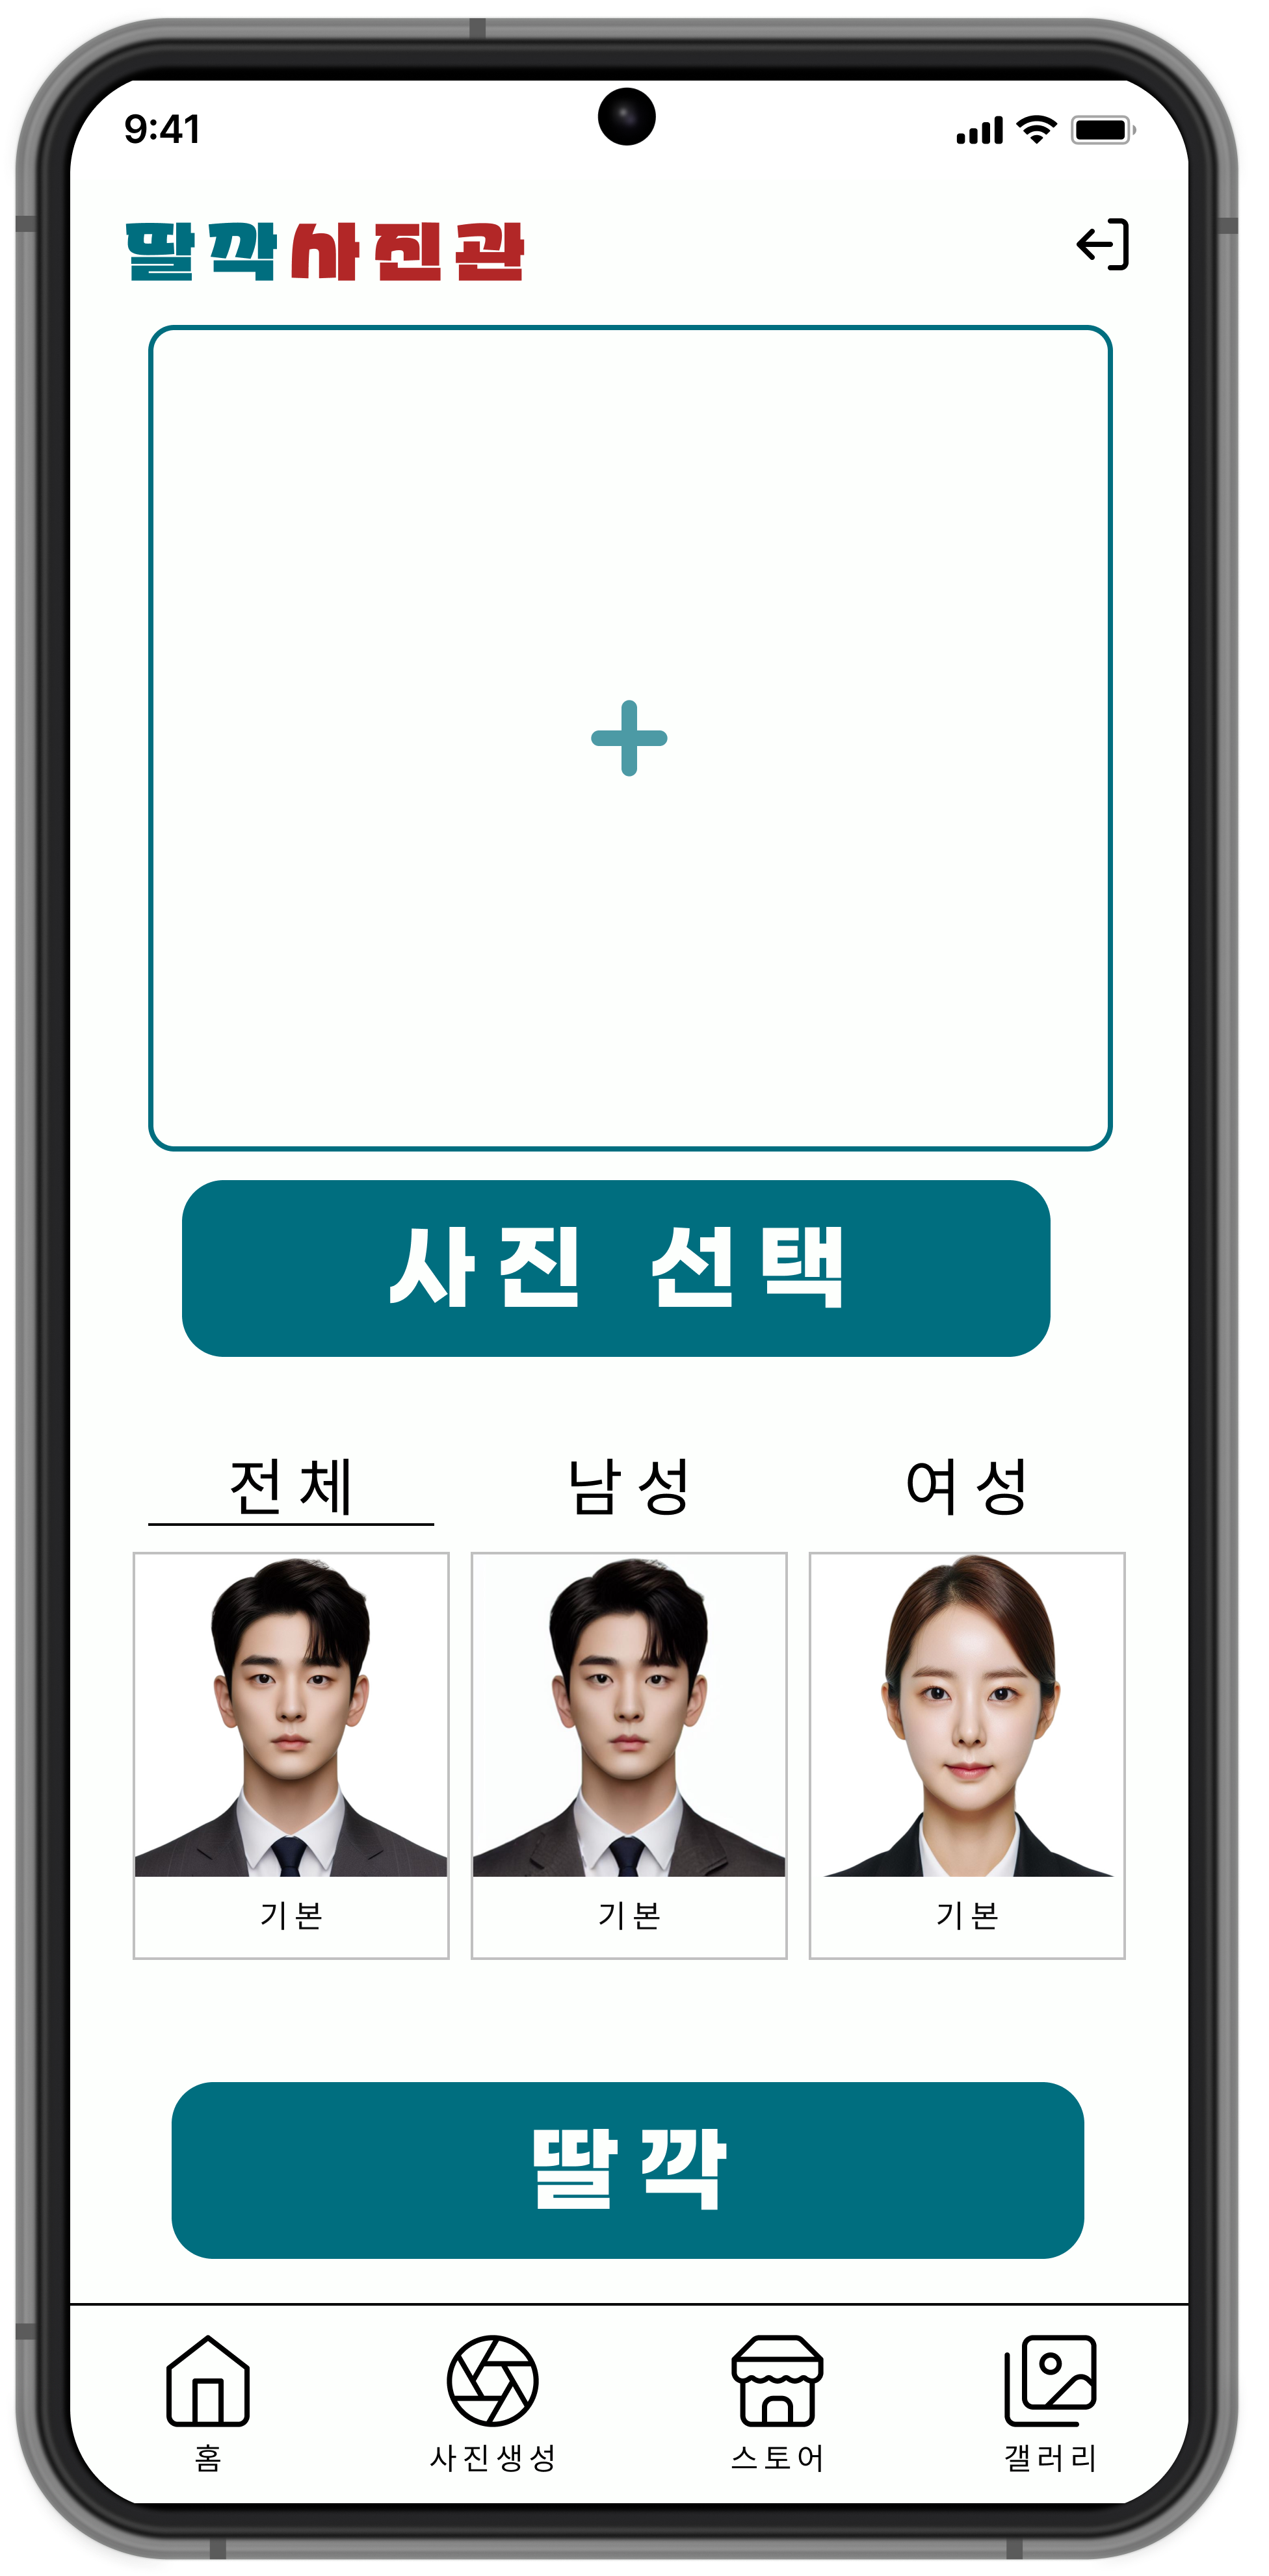 9:41
딸깍사진관
사진 선택
전체 남성 여성
기본 기본 기본
딸깍
홈 사진생성 스토어 갤러리